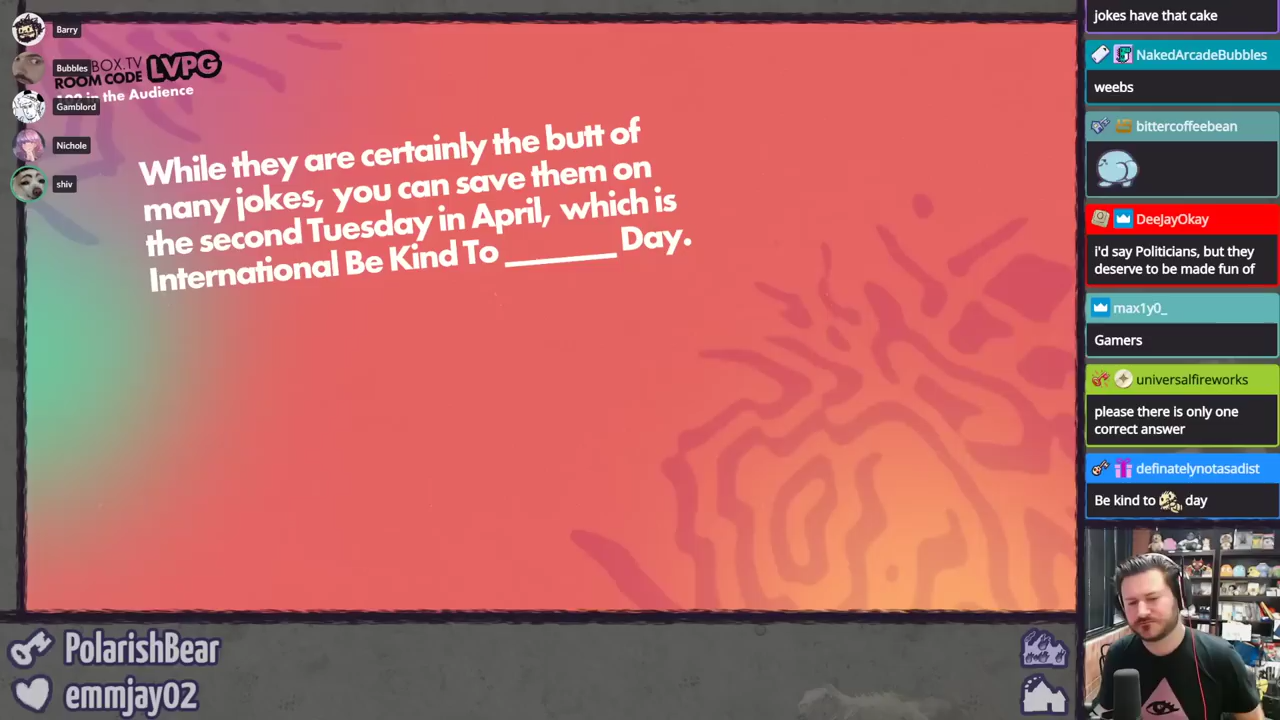 Barry
Bubbles
BOX.TV
ROOM CODE LVPG
in the Audience
Gamblord
Nichole
shiv
While they are certainly the butt of
many jokes, you can save them on
the second Tuesday in April, which is
International Be Kind To ________ Day.
jokes have that cake
NakedArcadeBubbles
weebs
bittercoffeebean
DeeJayOkay
i'd say Politicians, but they
deserve to be made fun of
max1y0_
Gamers
universalfireworks
please there is only one
correct answer
definatelynotasadist
Be kind to day
PolarishBear
emmjay02